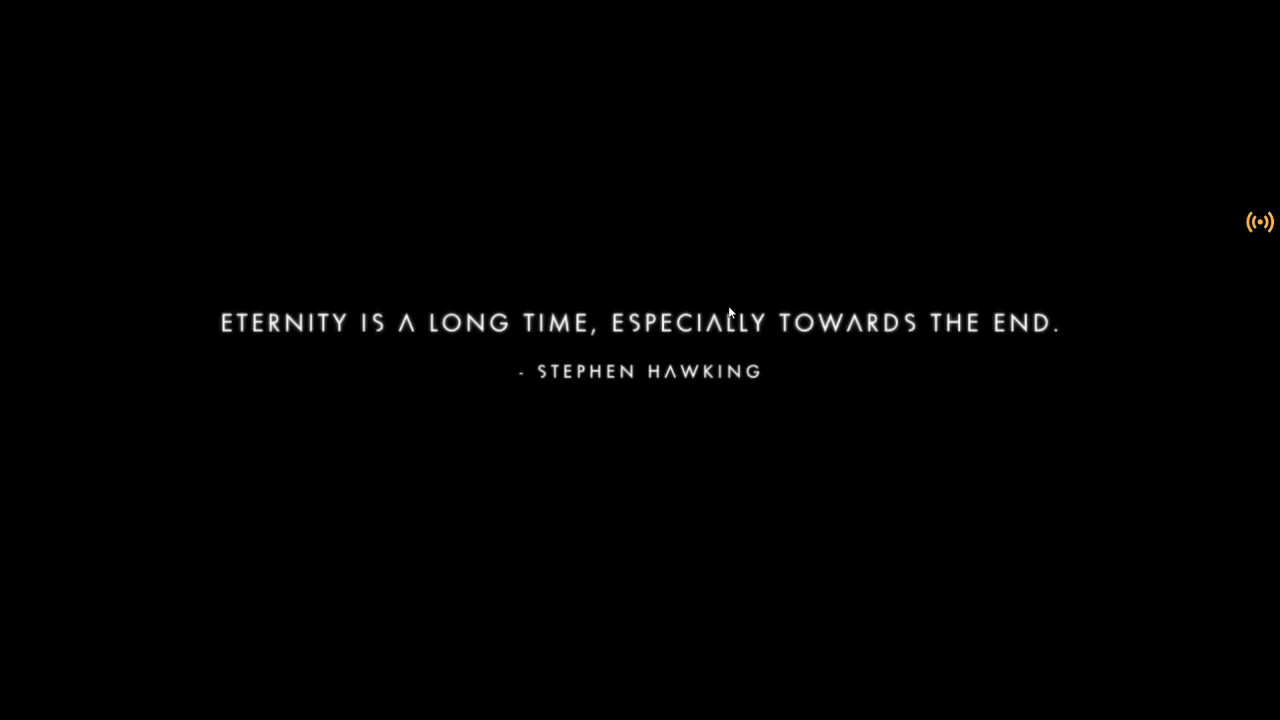 ETERNITY IS A LONG TIME, ESPECIALLY TOWARDS THE END.
- STEPHEN HAWKING